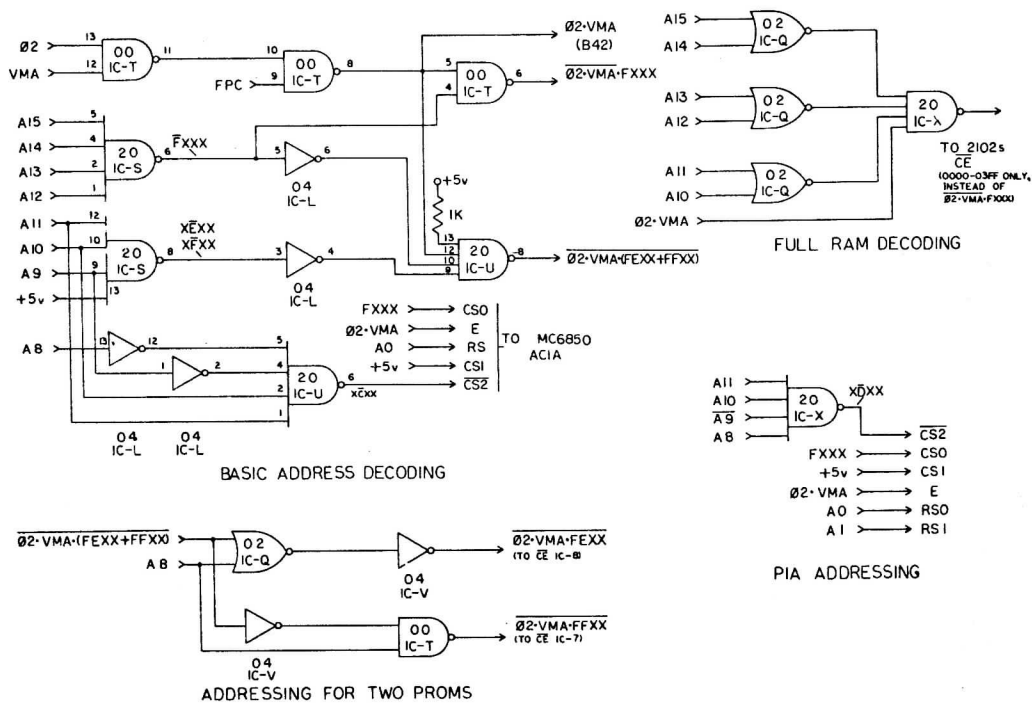 Ø2
13
VMA
12
00
IC-T
11
10
FPC
9
00
IC-T
8
Ø2·VMA
(B42)
5
4
00
IC-T
6
Ø2·VMA·FXXX
A15
5
A14
4
A13
2
A12
1
20
IC-S
6
FXXX
5
6
04
IC-L
A11
12
A10
10
A9
9
+5v
13
20
IC-S
8
XEXX
XFXX
3
4
04
IC-L
+5v
1K
13
12
10
9
20
IC-U
8
Ø2·VMA·(FEXX+FFXX)
A8
13
12
1
2
04
IC-L
04
IC-L
5
4
2
1
20
IC-U
6
XCXX
FXXX CS0
Ø2·VMA E
A0 RS
+5v CS1
CS2
TO MC6850
ACIA
BASIC ADDRESS DECODING
A15
A14
02
IC-Q
A13
A12
02
IC-Q
A11
A10
02
IC-Q
Ø2·VMA
20
IC-X
TO 2102s
CE
(0000-03FF ONLY,
INSTEAD OF
Ø2·VMA·FXXX)
FULL RAM DECODING
A11
A10
A9
A8
20
IC-X
XDXX
CS2
FXXX CS0
+5v CS1
Ø2·VMA E
A0 RS0
A1 RS1
PIA ADDRESSING
Ø2·VMA·(FEXX+FFXX)
A8
02
IC-Q
04
IC-V
Ø2·VMA·FEXX
(TO CE IC-8)
04
IC-V
00
IC-T
Ø2·VMA·FFXX
(TO CE IC-7)
ADDRESSING FOR TWO PROMS